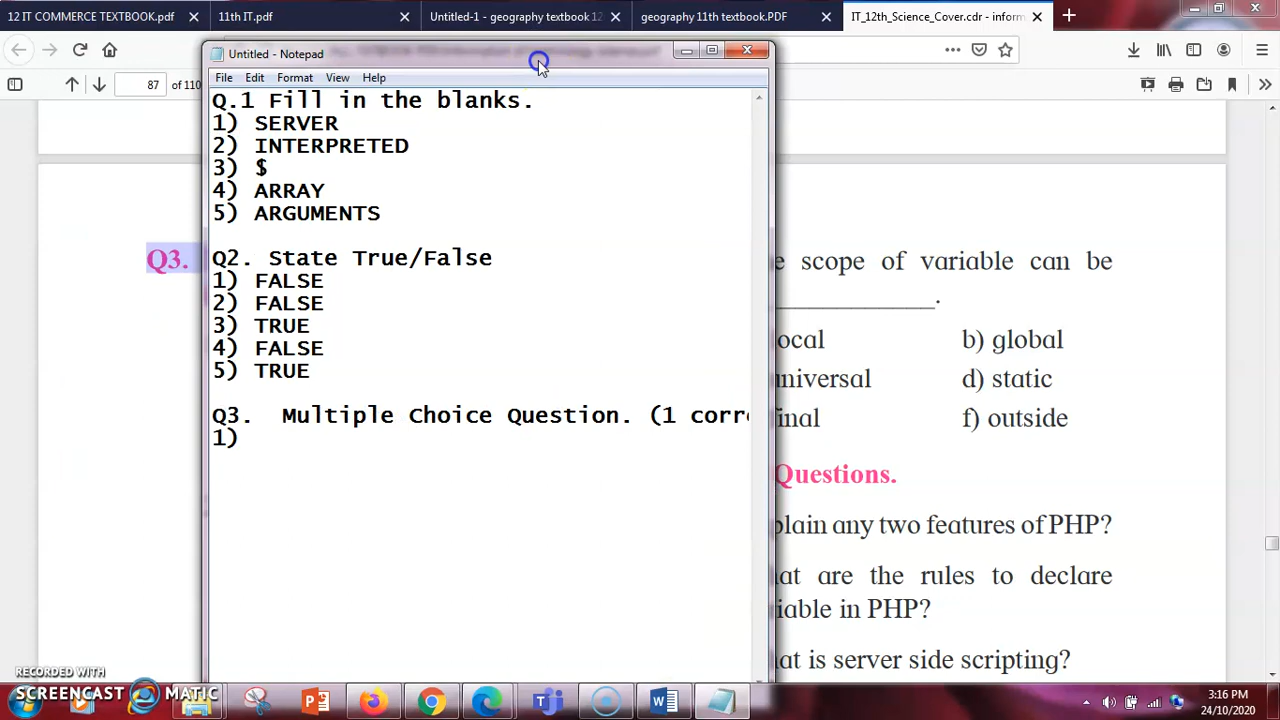 12 IT COMMERCE TEXTBOOK.pdf
11th IT.pdf
Untitled-1 - geography textbook 12
geography 11th textbook.PDF
IT_12th_Science_Cover.cdr - inform
Untitled - Notepad
File Edit Format View Help
87 of 110
Q.1 Fill in the blanks.
1) SERVER
2) INTERPRETED
3) $
4) ARRAY
5) ARGUMENTS
Q2. State True/False
1) FALSE
2) FALSE
3) TRUE
4) FALSE
5) TRUE
Q3. Multiple Choice Question. (1 corre
1)
Q3.
e scope of variable can be
____________.
ocal b) global
niversal d) static
inal f) outside
Questions.
plain any two features of PHP?
at are the rules to declare
iable in PHP?
at is server side scripting?
RECORDED WITH
SCREENCAST MATIC
3:16 PM
24/10/2020